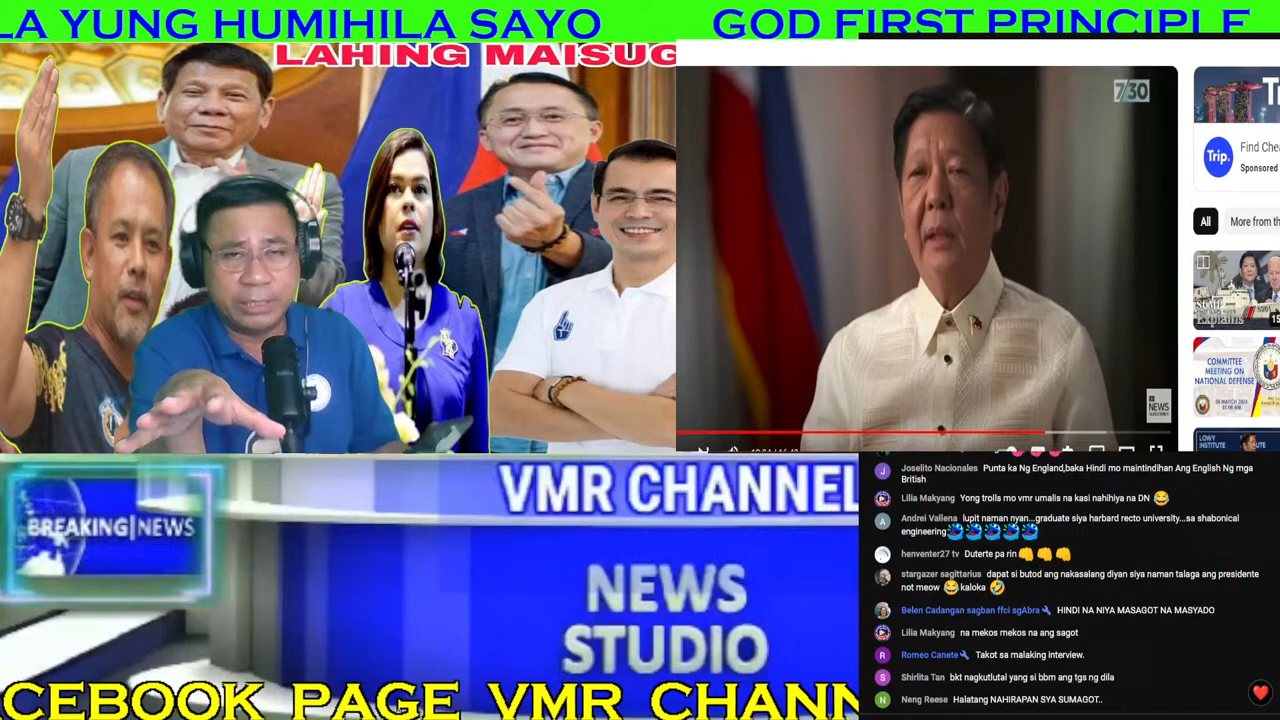 LA YUNG HUMIHILA SAYO
GOD FIRST PRINCIPLE
LAHING MAISUG
7.30
NEWS
Trip.
Find Chea
Sponsored
All
More from th
explains
COMMITTEE
MEETING ON
NATIONAL DEFENSE
LOWY
INSTITUTE
BREAKING|NEWS
VMR CHANNEL
NEWS
STUDIO
CEBOOK PAGE VMR CHANN
Joselito Nacionales Punta ka Ng England,baka Hindi mo maintindihan Ang English Ng mga
British
Lilia Makyang Yong trolls mo vmr umalis na kasi nahihiya na DN 😂
Andrei Vallena lupit naman nyan...graduate siya harbard recto university...sa shabonical
engineering
henventer27 tv Duterte pa rin 👊👊👊
stargazer sagittarius dapat si butod ang nakasalang diyan siya naman talaga ang presidente
not meow 😂 kaloka 🤣
Belen Cadangan sagban ffci sgAbra HINDI NA NIYA MASAGOT NA MASYADO
Lilia Makyang na mekos mekos na ang sagot
Romeo Canete Takot sa malaking interview.
Shirlita Tan bkt nagkutlutal yang si bbm ang tgs ng dila
Neng Reese Halatang NAHIRAPAN SYA SUMAGOT..